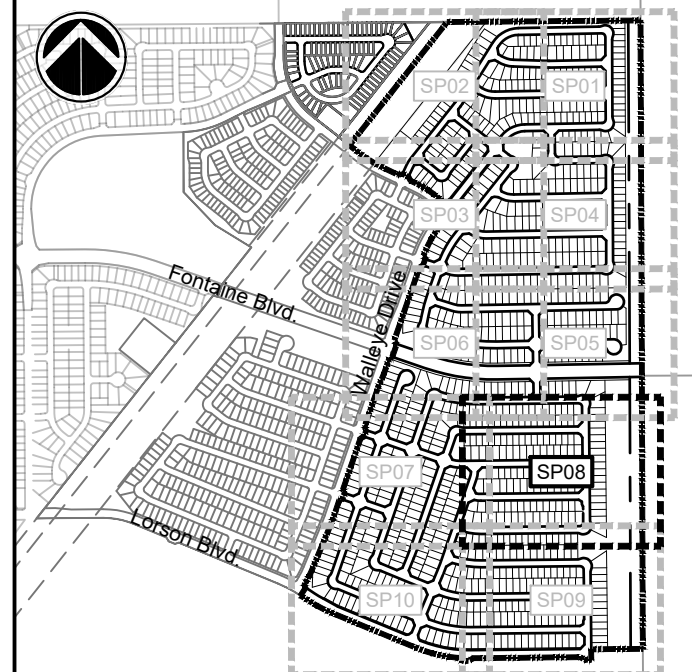 SP02
SP01
SP03
SP04
Fontaine Blvd.
Walleye Drive
SP06
SP05
SP07
SP08
Lorson Blvd.
SP10
SP09